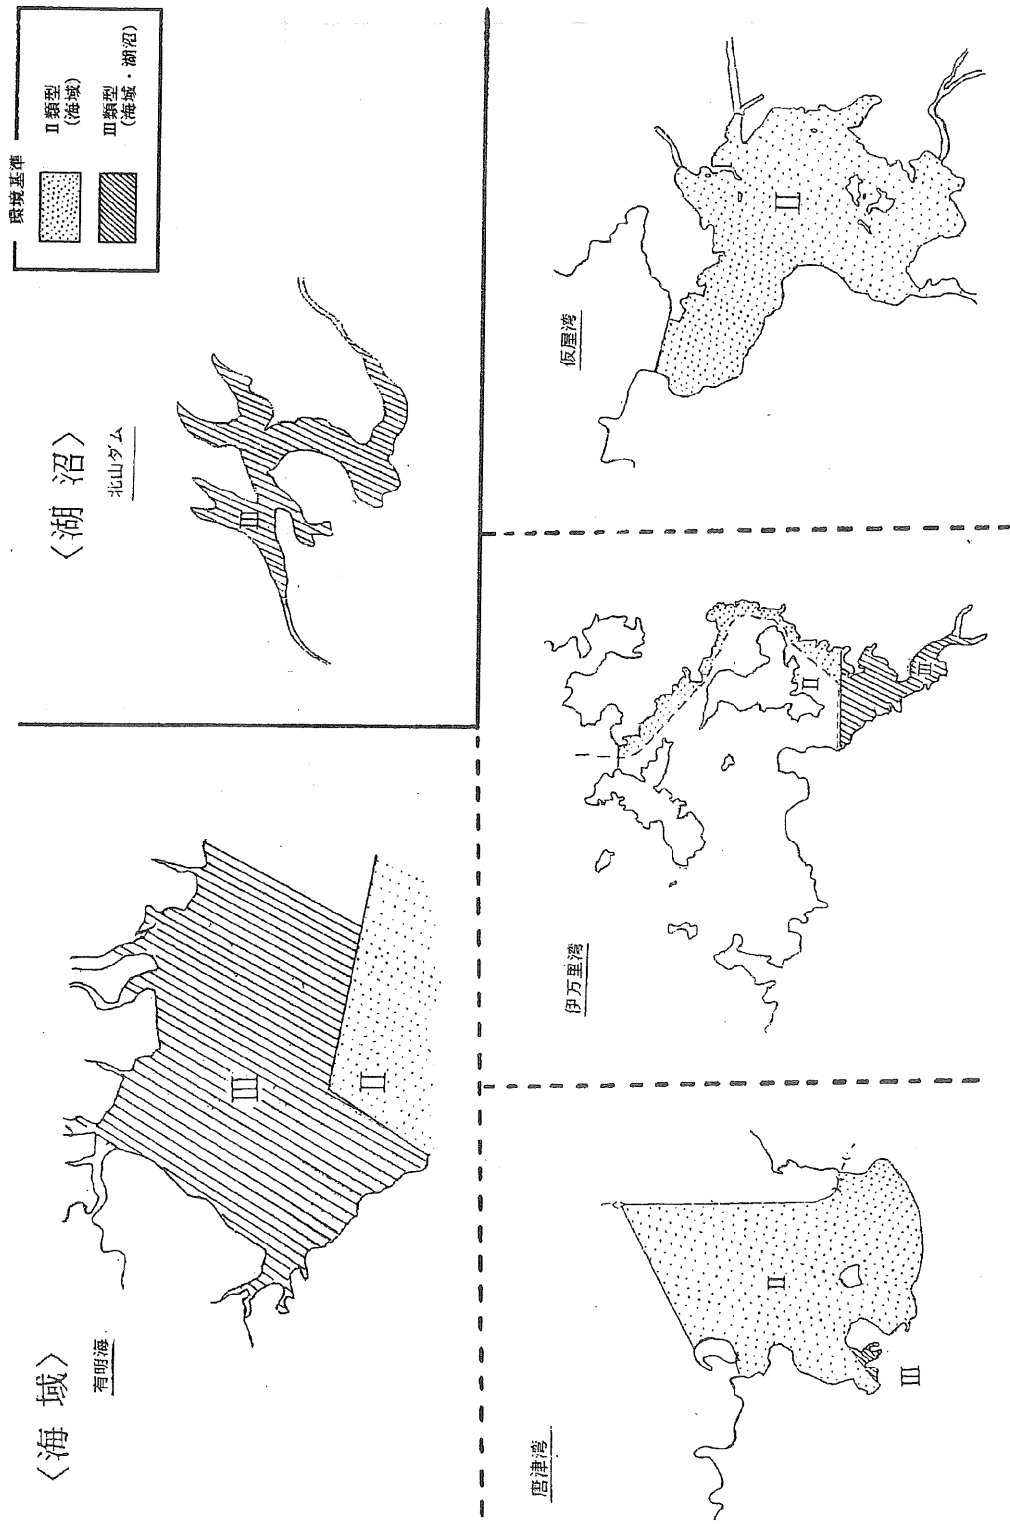 〈海 域〉
有明海
III
II
〈湖 沼〉
北山ダム
III
環境基準
II類型
(海域)
III類型
(海域・湖沼)
唐津湾
II
III
伊万里湾
II
III
仮屋湾
II